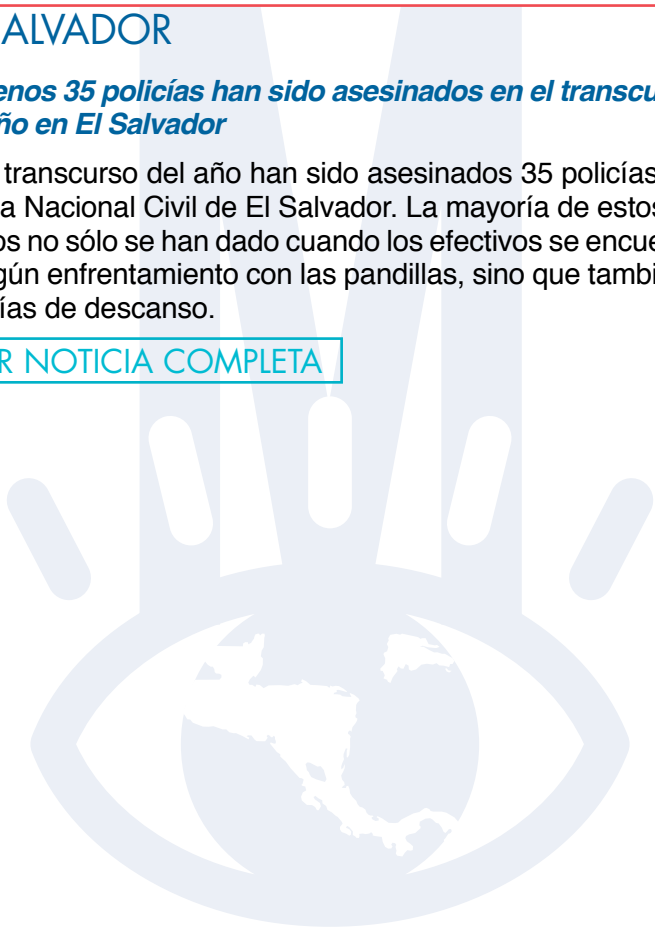 ALVADOR
enos 35 policías han sido asesinados en el transcu
ño en El Salvador
transcurso del año han sido asesinados 35 policías
a Nacional Civil de El Salvador. La mayoría de estos
os no sólo se han dado cuando los efectivos se encue
gún enfrentamiento con las pandillas, sino que tambi
ías de descanso.
R NOTICIA COMPLETA